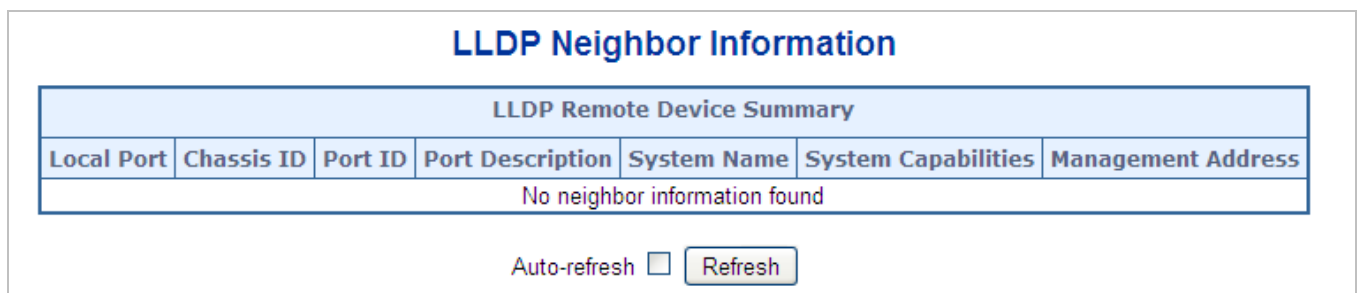 LLDP Neighbor Information
LLDP Remote Device Summary
Local Port Chassis ID Port ID Port Description System Name System Capabilities Management Address
No neighbor information found
Auto-refresh Refresh